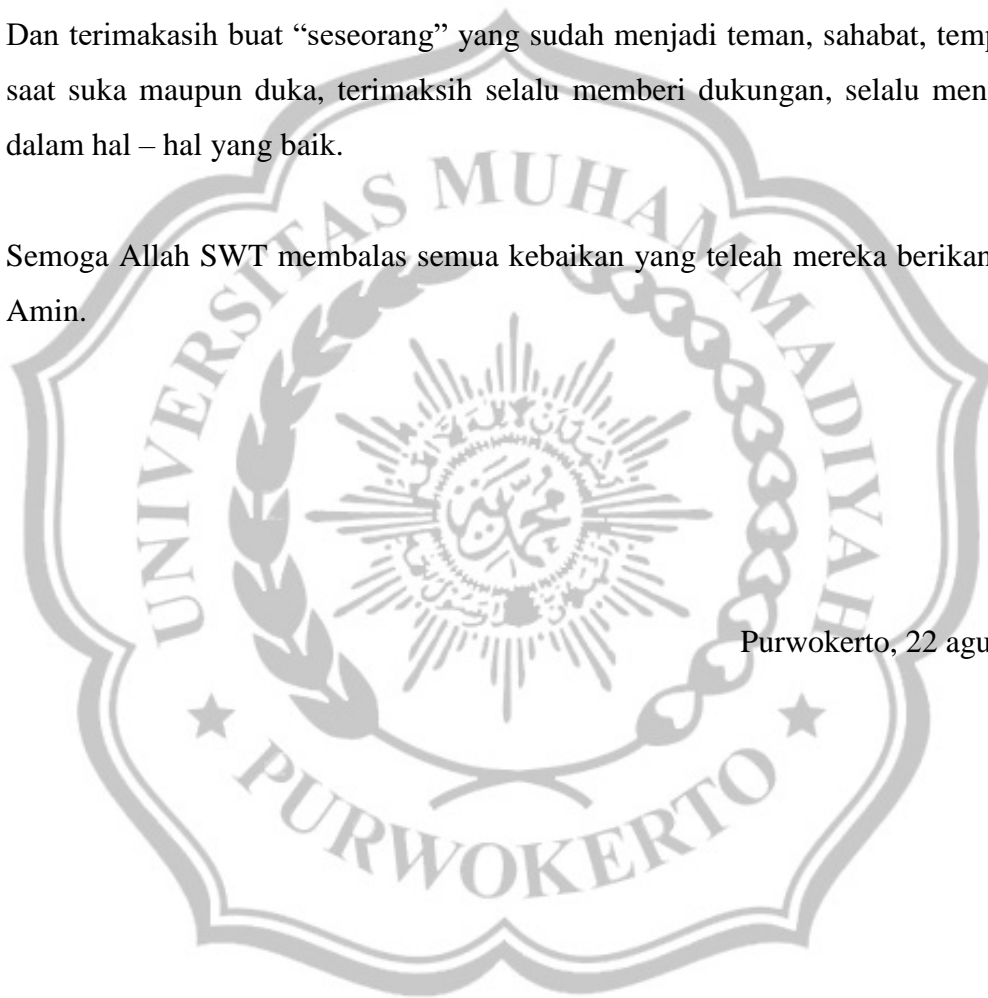 Dan terimakasih buat “seseorang” yang sudah menjadi teman, sahabat, temp
saat suka maupun duka, terimaksih selalu memberi dukungan, selalu men
dalam hal – hal yang baik.
Semoga Allah SWT membalas semua kebaikan yang teleah mereka berikan
Amin.
UNIVERSITAS MUHAMMADIYAH
Purwokerto, 22 agu
PURWOKERTO